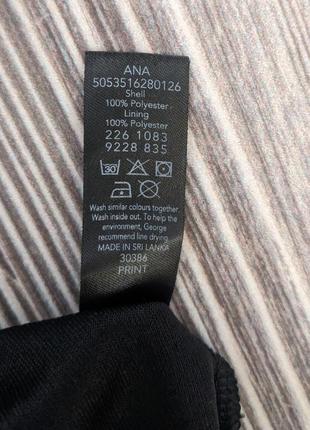 ANA
5053516280126
Shell
100% Polyester
Lining
100% Polyester
226 1083
9228 835
30
Wash similar colours together.
Wash inside out. To help
the environment, George
recommend line drying.
MADE IN SRI LANKA
30386
PRINT